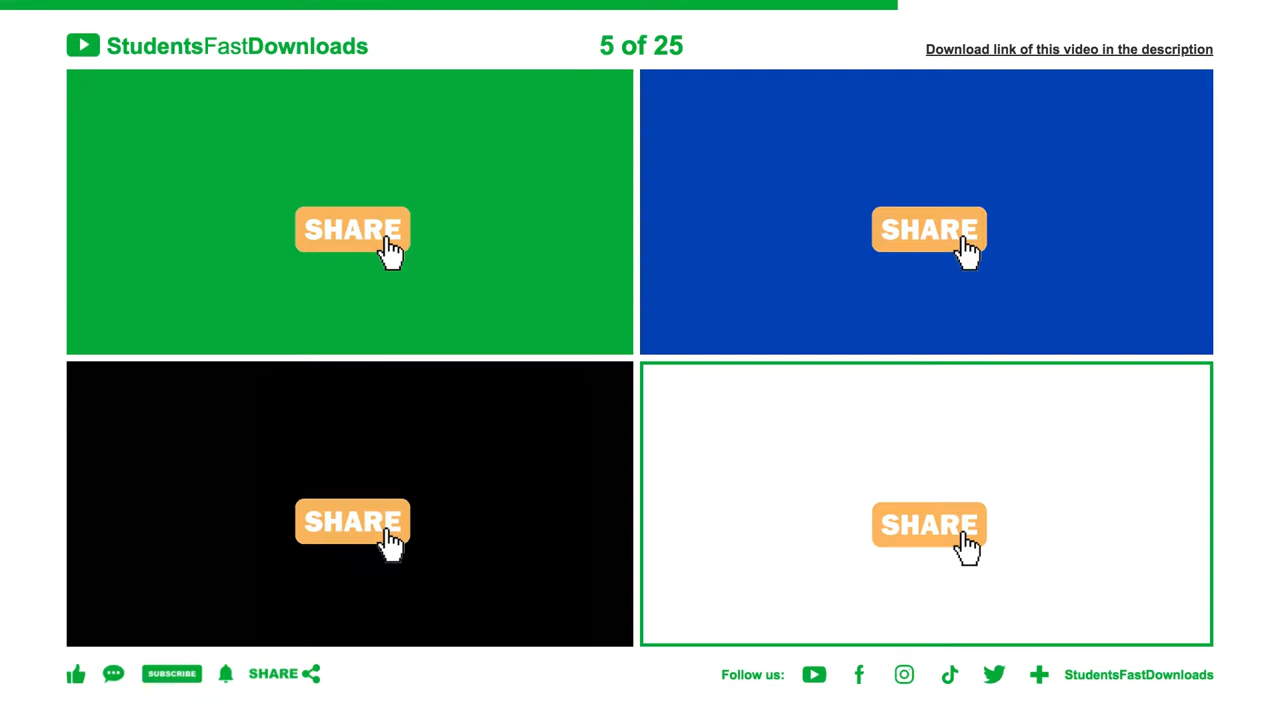 StudentsFastDownloads
5 of 25
Download link of this video in the description
SHARE
SHARE
SHARE
SHARE
SUBSCRIBE
SHARE
Follow us:
StudentsFastDownloads